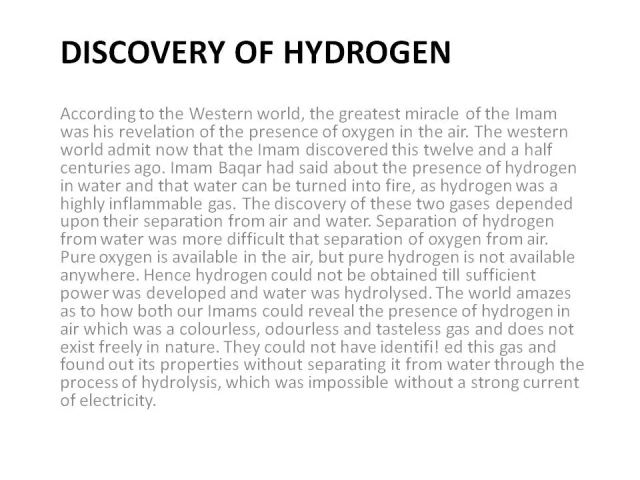 DISCOVERY OF HYDROGEN
According to the Western world, the greatest miracle of the Imam
was his revelation of the presence of oxygen in the air. The western
world admit now that the Imam discovered this twelve and a half
centuries ago. Imam Baqar had said about the presence of hydrogen
in water and that water can be turned into fire, as hydrogen was a
highly inflammable gas. The discovery of these two gases depended
upon their separation from air and water. Separation of hydrogen
from water was more difficult that separation of oxygen from air.
Pure oxygen is available in the air, but pure hydrogen is not available
anywhere. Hence hydrogen could not be obtained till sufficient
power was developed and water was hydrolysed. The world amazes
as to how both our Imams could reveal the presence of hydrogen in
air which was a colourless, odourless and tasteless gas and does not
exist freely in nature. They could not have identifi! ed this gas and
found out its properties without separating it from water through the
process of hydrolysis, which was impossible without a strong current
of electricity.